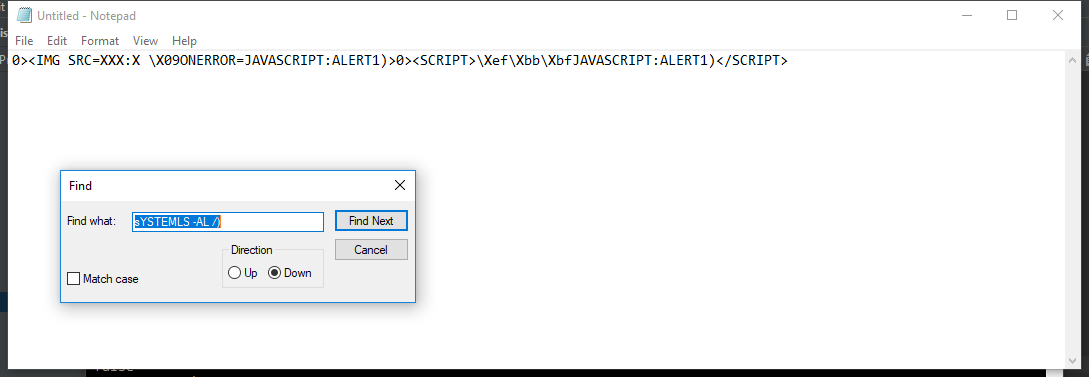 Untitled - Notepad
File Edit Format View Help
0><IMG SRC=XXX:X \X09ONERROR=JAVASCRIPT:ALERT1)>0><SCRIPT>\Xef\Xbb\XbfJAVASCRIPT:ALERT1)</SCRIPT>
Find
Find what: sYSTEMLS -AL /) Find Next
Cancel
Direction
Up Down
Match case